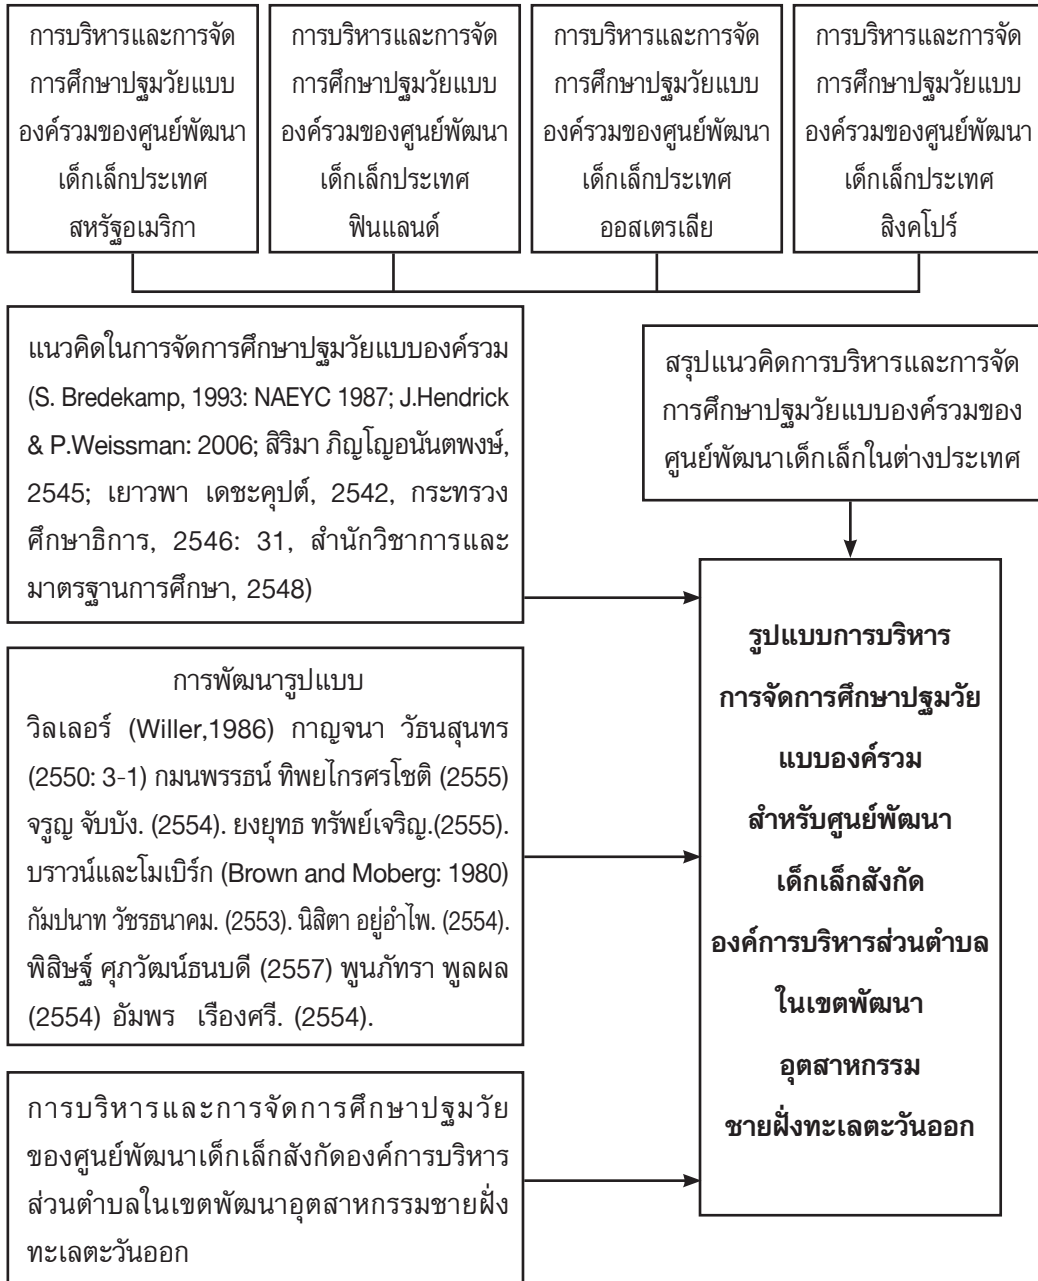 การบริหารและการจัด
การศึกษาปฐมวัยแบบ
องค์รวมของศูนย์พัฒนา
เด็กเล็กประเทศ
สหรัฐอเมริกา
การบริหารและการจัด
การศึกษาปฐมวัยแบบ
องค์รวมของศูนย์พัฒนา
เด็กเล็กประเทศ
ฟินแลนด์
การบริหารและการจัด
การศึกษาปฐมวัยแบบ
องค์รวมของศูนย์พัฒนา
เด็กเล็กประเทศ
ออสเตรเลีย
การบริหารและการจัด
การศึกษาปฐมวัยแบบ
องค์รวมของศูนย์พัฒนา
เด็กเล็กประเทศ
สิงคโปร์
แนวคิดในการจัดการศึกษาปฐมวัยแบบองค์รวม
(S. Bredekamp, 1993: NAEYC 1987; J.Hendrick
& P.Weissman: 2006; สิริมา ภิญโญอนันตพงษ์,
2545; เยาวพา เดชะคุปต์, 2542, กระทรวง
ศึกษาธิการ, 2546: 31, สำนักวิชาการและ
มาตรฐานการศึกษา, 2548)
สรุปแนวคิดการบริหารและการจัด
การศึกษาปฐมวัยแบบองค์รวมของ
ศูนย์พัฒนาเด็กเล็กในต่างประเทศ
การพัฒนารูปแบบ
วิลเลอร์ (Willer,1986) กาญจนา วัธนสุนทร
(2550: 3-1) กมนพรรธน์ ทิพยไกรศรโชติ (2555)
จรูญ จับบัง. (2554). ยงยุทธ ทรัพย์เจริญ.(2555).
บราวน์และโมเบิร์ก (Brown and Moberg: 1980)
กัมปนาท วัชรธนาคม. (2553). นิสิตา อยู่อำไพ. (2554).
พิสิษฐ์ ศุภวัฒน์ธนบดี (2557) พูนภัทรา พูลผล
(2554) อัมพร เรืองศรี. (2554).
การบริหารและการจัดการศึกษาปฐมวัย
ของศูนย์พัฒนาเด็กเล็กสังกัดองค์การบริหาร
ส่วนตำบลในเขตพัฒนาอุตสาหกรรมชายฝั่ง
ทะเลตะวันออก
รูปแบบการบริหาร
การจัดการศึกษาปฐมวัย
แบบองค์รวม
สำหรับศูนย์พัฒนา
เด็กเล็กสังกัด
องค์การบริหารส่วนตำบล
ในเขตพัฒนา
อุตสาหกรรม
ชายฝั่งทะเลตะวันออก